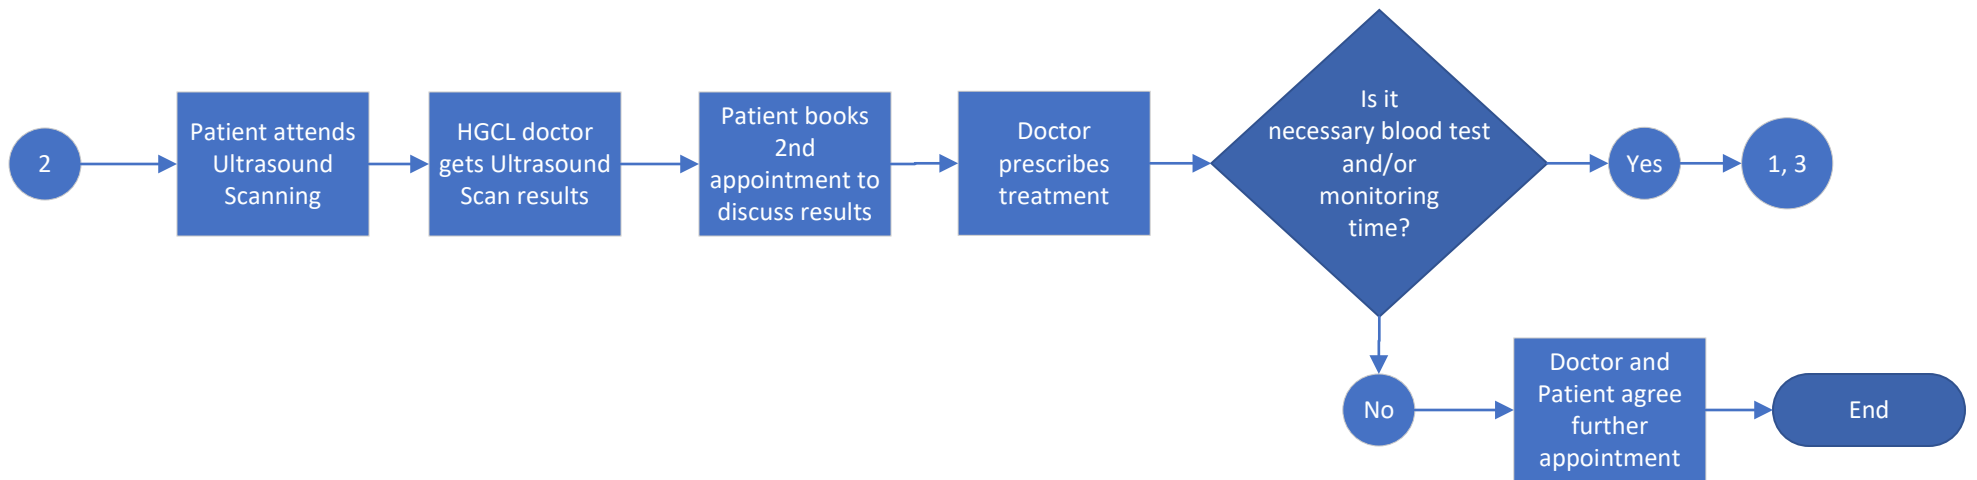 2
Patient attends
Ultrasound
Scanning
HGCL doctor
gets Ultrasound
Scan results
Patient books
2nd
appointment to
discuss results
Doctor
prescribes
treatment
Is it
necessary blood test
and/or
monitoring
time?
Yes
1, 3
No
Doctor and
Patient agree
further
appointment
End